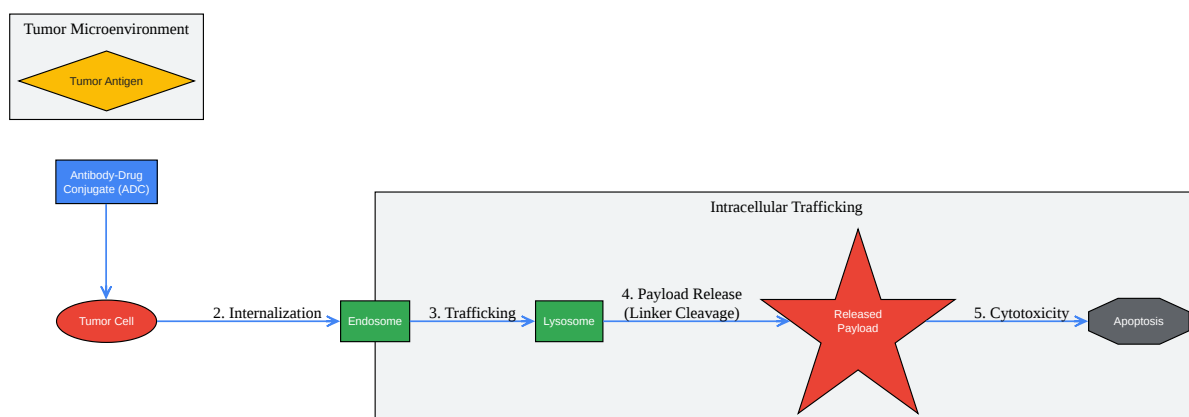 Tumor Microenvironment
Tumor Antigen
Antibody-Drug
Conjugate (ADC)
Intracellular Trafficking
Tumor Cell
2. Internalization
Endosome
3. Trafficking
Lysosome
4. Payload Release
(Linker Cleavage)
Released
Payload
5. Cytotoxicity
Apoptosis